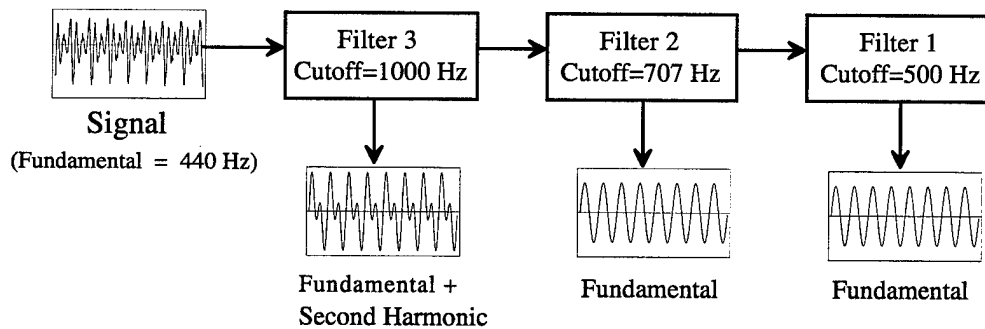 Filter 3
Cutoff=1000 Hz
Filter 2
Cutoff=707 Hz
Filter 1
Cutoff=500 Hz
Signal
(Fundamental = 440 Hz)
Fundamental +
Second Harmonic
Fundamental
Fundamental